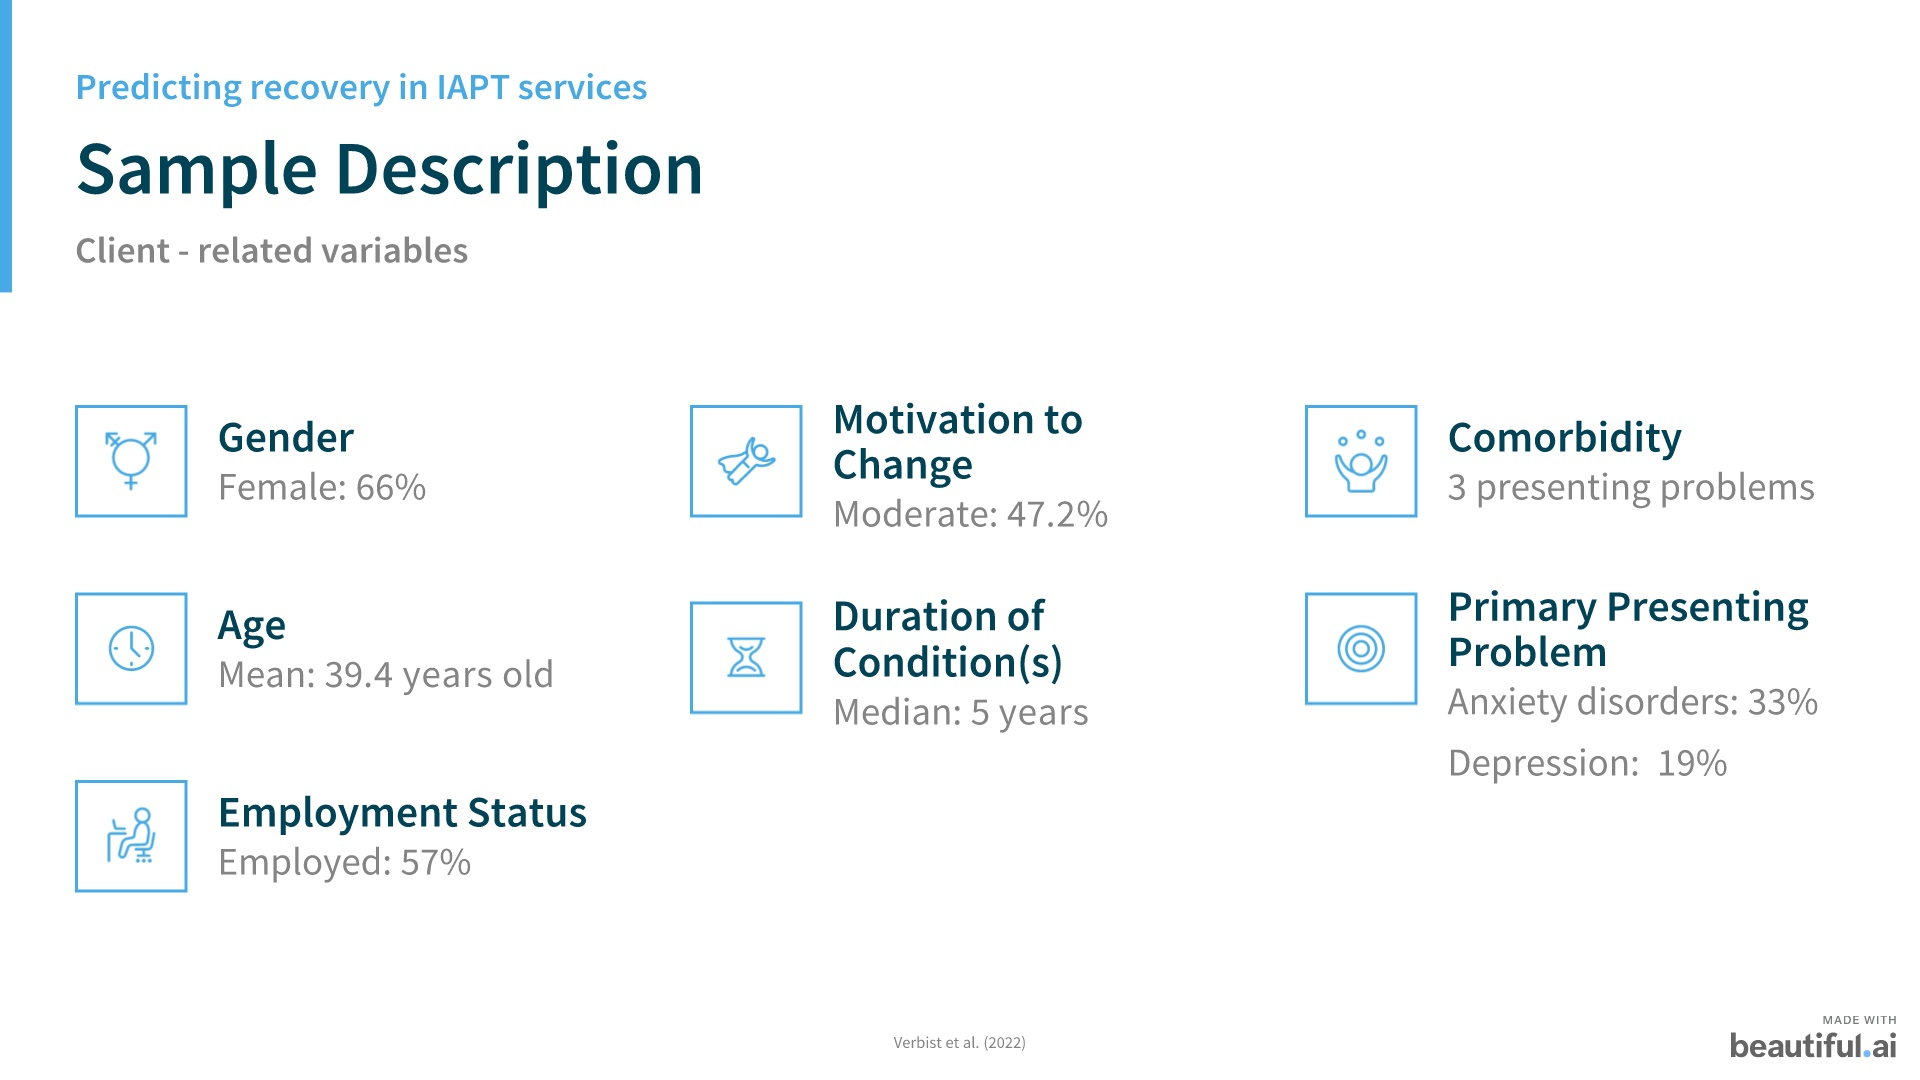 Predicting recovery in IAPT services
Sample Description
Client - related variables
Gender
Female: 66%
Age
Mean: 39.4 years old
Employment Status
Employed: 57%
Motivation to
Change
Moderate: 47.2%
Duration of
Condition(s)
Median: 5 years
Comorbidity
3 presenting problems
Primary Presenting
Problem
Anxiety disorders: 33%
Depression:  19%
Verbist et al. (2022)
MADE WITH
beautiful.ai